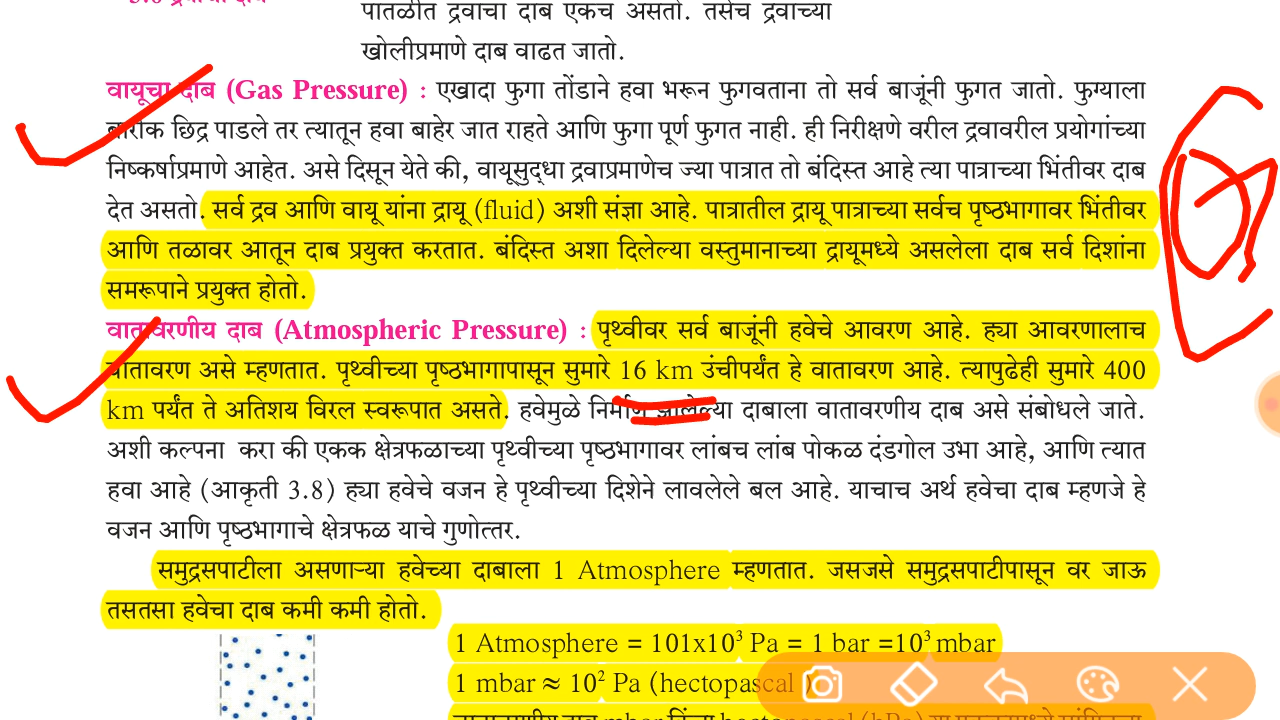 पातळीत द्रवाचा दाब एकच असतो. तसेच द्रवाच्या
खोलीप्रमाणे दाब वाढत जातो.
वायूचा दाब (Gas Pressure) : एखादा फुगा तोंडाने हवा भरून फुगवताना तो सर्व बाजूंनी फुगत जातो. फुग्याला
बारीक छिद्र पाडले तर त्यातून हवा बाहेर जात राहते आणि फुगा पूर्ण फुगत नाही. ही निरीक्षणे वरील द्रवावरील प्रयोगांच्या
निष्कर्षाप्रमाणे आहेत. असे दिसून येते की, वायूसुद्धा द्रवाप्रमाणेच ज्या पात्रात तो बंदिस्त आहे त्या पात्राच्या भिंतीवर दाब
देत असतो. सर्व द्रव आणि वायू यांना द्रायू (fluid) अशी संज्ञा आहे. पात्रातील द्रायू पात्राच्या सर्वच पृष्ठभागावर भिंतीवर
आणि तळावर आतून दाब प्रयुक्त करतात. बंदिस्त अशा दिलेल्या वस्तुमानाच्या द्रायूमध्ये असलेला दाब सर्व दिशांना
समरूपाने प्रयुक्त होतो.
वातावरणीय दाब (Atmospheric Pressure) : पृथ्वीवर सर्व बाजूंनी हवेचे आवरण आहे. ह्या आवरणालाच
वातावरण असे म्हणतात. पृथ्वीच्या पृष्ठभागापासून सुमारे 16 km उंचीपर्यंत हे वातावरण आहे. त्यापुढेही सुमारे 400
km पर्यंत ते अतिशय विरल स्वरूपात असते. हवेमुळे निर्माण झालेल्या दाबाला वातावरणीय दाब असे संबोधले जाते.
अशी कल्पना करा की एकक क्षेत्रफळाच्या पृथ्वीच्या पृष्ठभागावर लांबच लांब पोकळ दंडगोल उभा आहे, आणि त्यात
हवा आहे (आकृती 3.8) ह्या हवेचे वजन हे पृथ्वीच्या दिशेने लावलेले बल आहे. याचाच अर्थ हवेचा दाब म्हणजे हे
वजन आणि पृष्ठभागाचे क्षेत्रफळ याचे गुणोत्तर.
समुद्रसपाटीला असणाऱ्या हवेच्या दाबाला 1 Atmosphere म्हणतात. जसजसे समुद्रसपाटीपासून वर जाऊ
तसतसा हवेचा दाब कमी कमी होतो.
1 Atmosphere = 101x10³ Pa = 1 bar =10³ mbar
1 mbar ≈ 10² Pa (hectopascal )